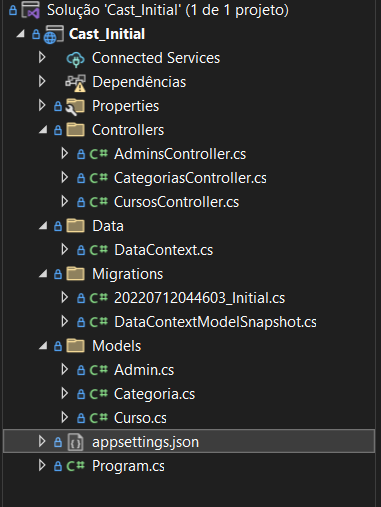 Solução 'Cast_Initial' (1 de 1 projeto)
Cast_Initial
Connected Services
Dependências
Properties
Controllers
C# AdminsController.cs
C# CategoriasController.cs
C# CursosController.cs
Data
C# DataContext.cs
Migrations
C# 20220712044603_Initial.cs
C# DataContextModelSnapshot.cs
Models
C# Admin.cs
C# Categoria.cs
C# Curso.cs
appsettings.json
C# Program.cs